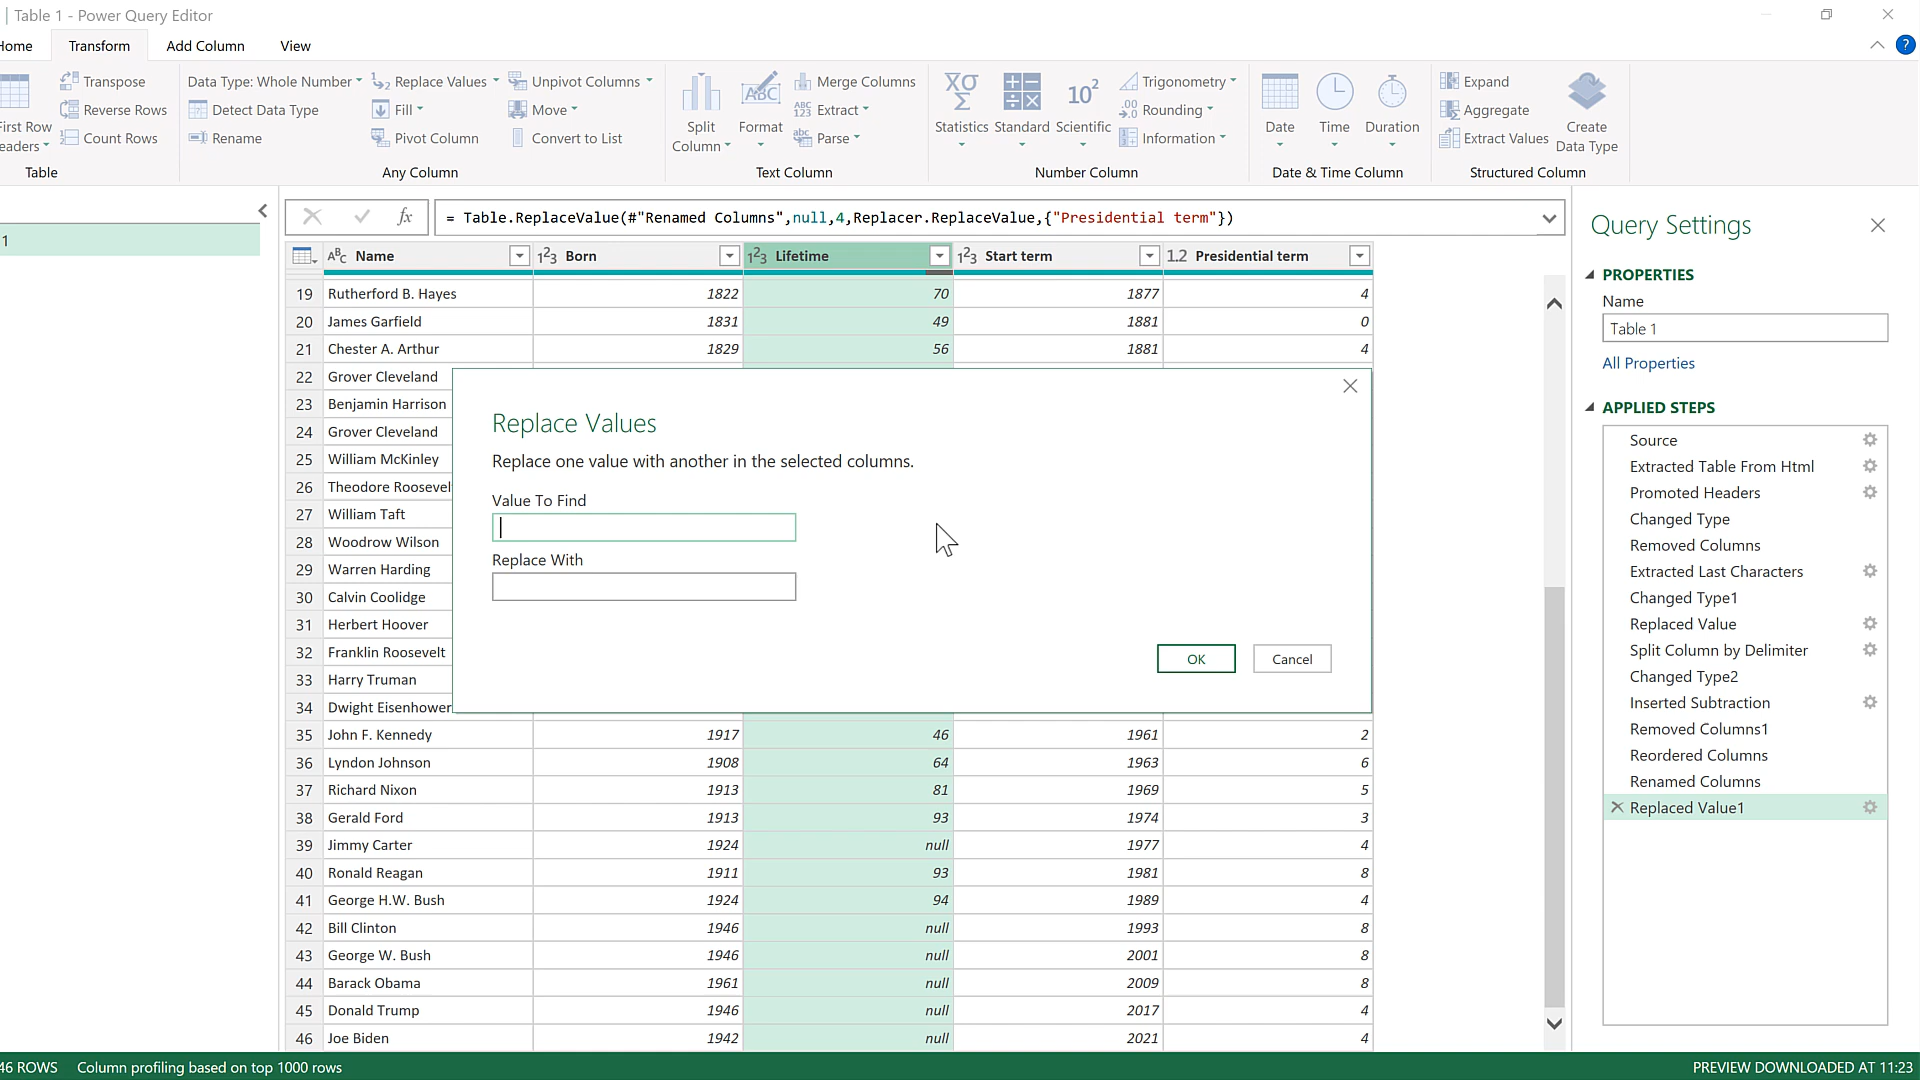 Table 1 - Power Query Editor
Home
Transform
Add Column
View
?
First Row
Headers
Transpose
Reverse Rows
Count Rows
Table
Data Type: Whole Number
Detect Data Type
Rename
Replace Values
Fill
Pivot Column
Unpivot Columns
Move
Convert to List
Any Column
Split
Column
Format
Merge Columns
Extract
Parse
Text Column
Statistics
Standard
Scientific
Trigonometry
Rounding
Information
Number Column
Date
Time
Duration
Date & Time Column
Expand
Aggregate
Extract Values
Create
Data Type
Structured Column
1
fx = Table.ReplaceValue(#"Renamed Columns",null,4,Replacer.ReplaceValue,{"Presidential term"})
ABC Name 123 Born 123 Lifetime 123 Start term 1.2 Presidential term
19 Rutherford B. Hayes 1822 70 1877 4
20 James Garfield 1831 49 1881 0
21 Chester A. Arthur 1829 56 1881 4
22 Grover Cleveland
23 Benjamin Harrison
24 Grover Cleveland
25 William McKinley
26 Theodore Roosevel
27 William Taft
28 Woodrow Wilson
29 Warren Harding
30 Calvin Coolidge
31 Herbert Hoover
32 Franklin Roosevelt
33 Harry Truman
34 Dwight Eisenhower
35 John F. Kennedy 1917 46 1961 2
36 Lyndon Johnson 1908 64 1963 6
37 Richard Nixon 1913 81 1969 5
38 Gerald Ford 1913 93 1974 3
39 Jimmy Carter 1924 null 1977 4
40 Ronald Reagan 1911 93 1981 8
41 George H.W. Bush 1924 94 1989 4
42 Bill Clinton 1946 null 1993 8
43 George W. Bush 1946 null 2001 8
44 Barack Obama 1961 null 2009 8
45 Donald Trump 1946 null 2017 4
46 Joe Biden 1942 null 2021 4
Replace Values
Replace one value with another in the selected columns.
Value To Find
Replace With
OK
Cancel
Query Settings
PROPERTIES
Name
Table 1
All Properties
APPLIED STEPS
Source
Extracted Table From Html
Promoted Headers
Changed Type
Removed Columns
Extracted Last Characters
Changed Type1
Replaced Value
Split Column by Delimiter
Changed Type2
Inserted Subtraction
Removed Columns1
Reordered Columns
Renamed Columns
Replaced Value1
46 ROWS
Column profiling based on top 1000 rows
PREVIEW DOWNLOADED AT 11:23